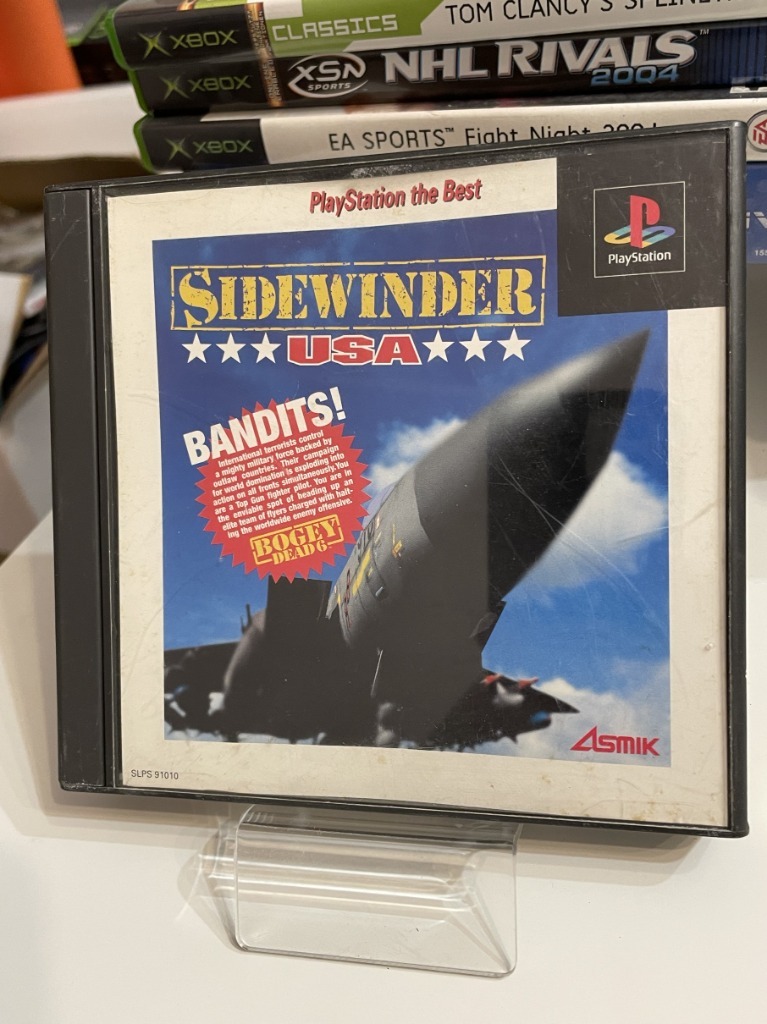 XBOX
CLASSICS
TOM CLANCY'S
XBOX
XSN
SPORTS
NHL RIVALS™
2004
XBOX
EA SPORTS™ Fight Night
PlayStation the Best
PlayStation
SIDEWINDER
USA
BANDITS!
International terrorists control
a mighty military force backed by
outlaw countries. Their campaign
for world domination is exploding into
action on all fronts simultaneously.You
are a Top Gun fighter pilot. You are in
the enviable spot of heading up an
elite team of flyers charged with halt-
ing the worldwide enemy offensive.
BOGEY
DEAD 6
ASMIK
SLPS 91010